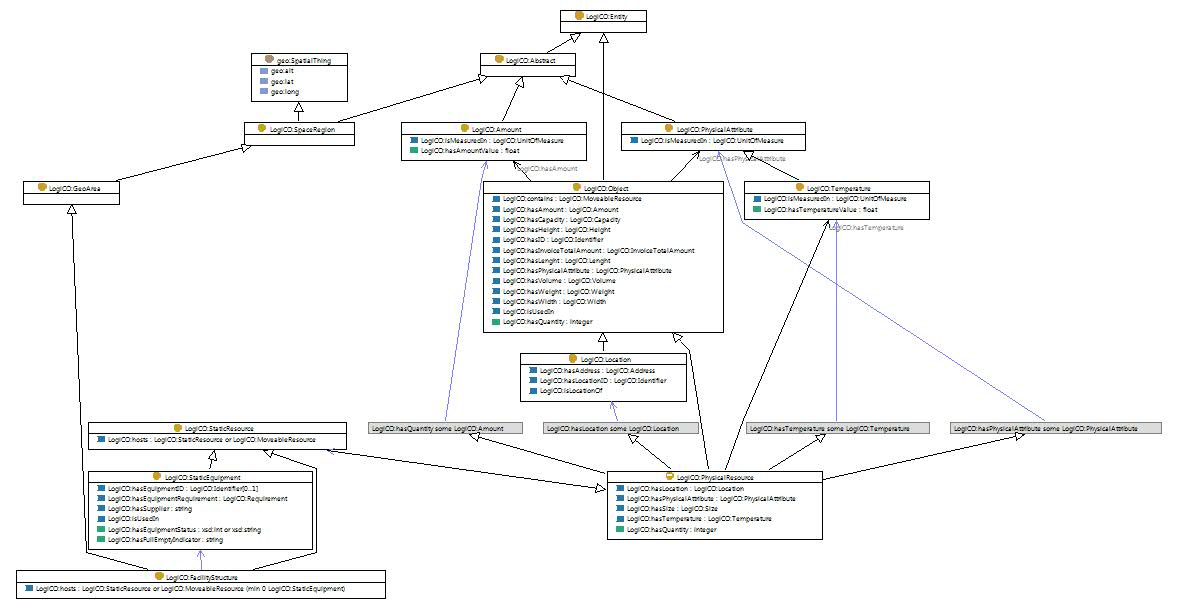 LogICO:Entity
geo:SpatialThing
geo:alt
geo:lat
geo:long
LogICO:Abstract
LogICO:SpaceRegion
LogICO:Amount
LogICO:isMeasuredIn : LogICO:UnitOfMeasure
LogICO:hasAmountValue : float
LogICO:PhysicalAttribute
LogICO:isMeasuredIn : LogICO:UnitOfMeasure
LogICO:hasPhysicalAttribute
LogICO:hasAmount
LogICO:GeoArea
LogICO:Object
LogICO:contains : LogICO:MoveableResource
LogICO:hasAmount : LogICO:Amount
LogICO:hasCapacity : LogICO:Capacity
LogICO:hasHeight : LogICO:Height
LogICO:hasID : LogICO:Identifier
LogICO:hasInvoiceTotalAmount : LogICO:InvoiceTotalAmount
LogICO:hasLenght : LogICO:Lenght
LogICO:hasPhysicalAttribute : LogICO:PhysicalAttribute
LogICO:hasVolume : LogICO:Volume
LogICO:hasWeight : LogICO:Weight
LogICO:hasWidth : LogICO:Width
LogICO:isUsedIn
LogICO:hasQuantity : integer
LogICO:Temperature
LogICO:isMeasuredIn : LogICO:UnitOfMeasure
LogICO:hasTemperatureValue : float
LogICO:hasTemperature
LogICO:Location
LogICO:hasAddress : LogICO:Address
LogICO:hasLocationID : LogICO:Identifier
LogICO:isLocationOf
LogICO:StaticResource
LogICO:hosts : LogICO:StaticResource or LogICO:MoveableResource
LogICO:hasQuantity some LogICO:Amount
LogICO:hasLocation some LogICO:Location
LogICO:hasTemperature some LogICO:Temperature
LogICO:hasPhysicalAttribute some LogICO:PhysicalAttribute
LogICO:StaticEquipment
LogICO:hasEquipmentID : LogICO:Identifier[0..1]
LogICO:hasEquipmentRequirement : LogICO:Requirement
LogICO:hasSupplier : string
LogICO:isUsedIn
LogICO:hasEquipmentStatus : xsd:int or xsd:string
LogICO:hasFullEmptyIndicator : string
LogICO:PhysicalResource
LogICO:hasLocation : LogICO:Location
LogICO:hasPhysicalAttribute : LogICO:PhysicalAttribute
LogICO:hasSize : LogICO:Size
LogICO:hasTemperature : LogICO:Temperature
LogICO:hasQuantity : integer
LogICO:FacilityStructure
LogICO:hosts : LogICO:StaticResource or LogICO:MoveableResource (min 0 LogICO:StaticEquipment)